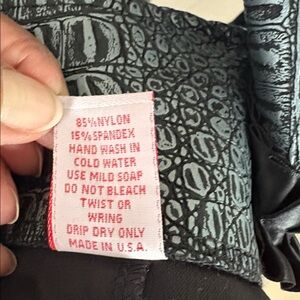 85% NYLON
15% SPANDEX
HAND WASH IN
COLD WATER
USE MILD SOAP
DO NOT BLEACH
TWIST OR
WRING
DRIP DRY ONLY
MADE IN U.S.A.